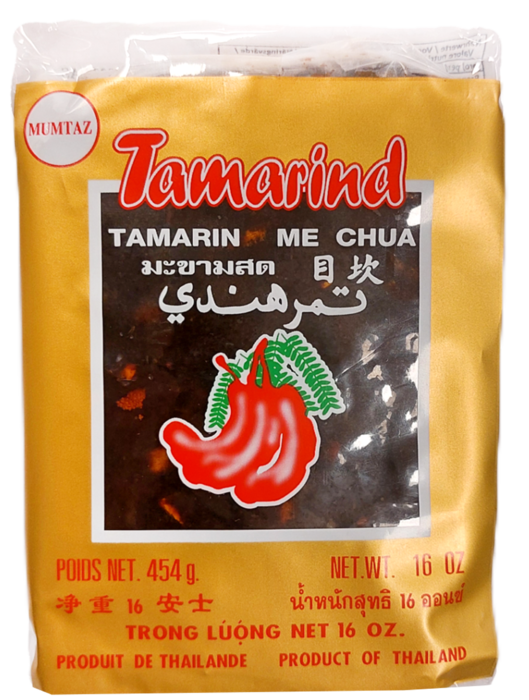 MUMTAZ
Tamarind
TAMARIN ME CHUA
มะขามสด 目坎
تمرهندي
POIDS NET. 454 g. NET.WT. 16 OZ
净重 16 安士 น้ำหนักสุทธิ 16 ออนซ์
TRONG LUỘNG NET 16 OZ.
PRODUIT DE THAILANDE PRODUCT OF THAILAND